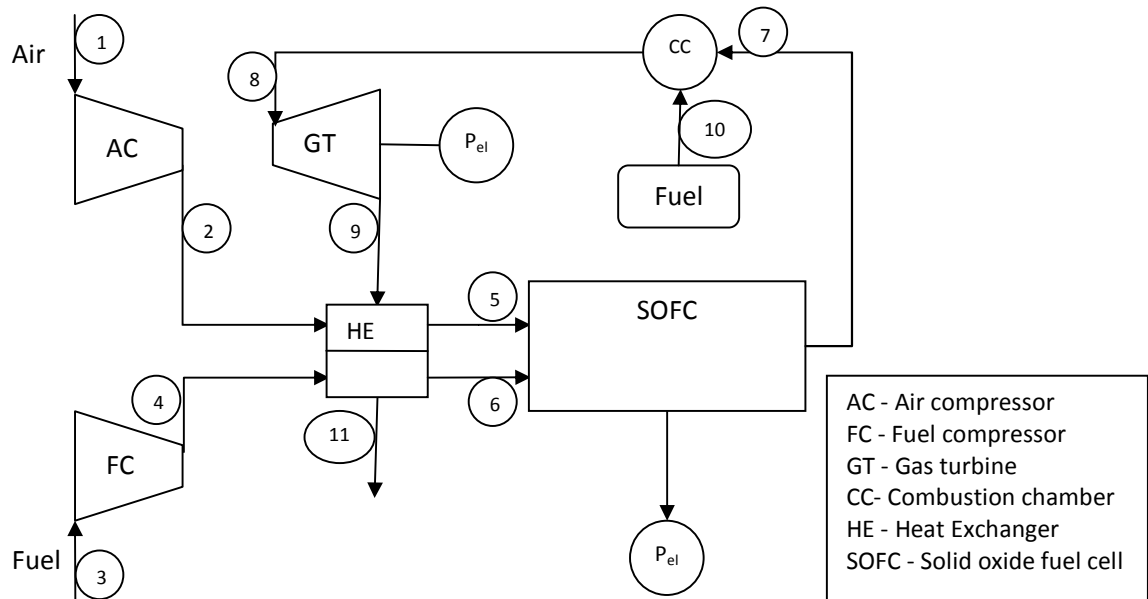 1
7
Air
8
CC
AC
GT
P_el
10
Fuel
2
9
5
SOFC
HE
4
6
11
FC
AC - Air compressor
FC - Fuel compressor
GT - Gas turbine
CC- Combustion chamber
HE - Heat Exchanger
SOFC - Solid oxide fuel cell
Fuel
3
P_el